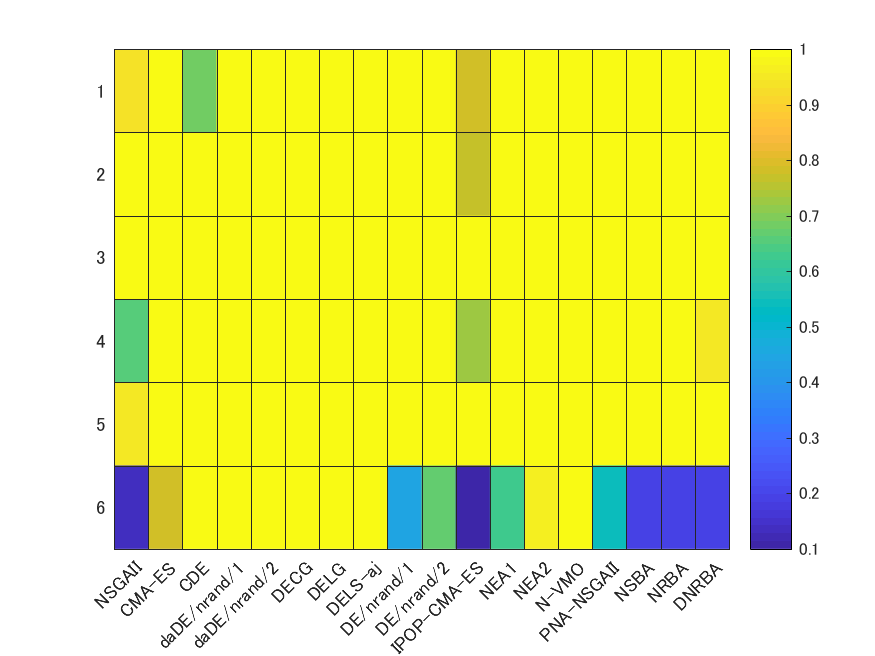 1
2
3
4
5
6
NSGAII
CMA-ES
CDE
daDE/nrand/1
daDE/nrand/2
DECG
DELG
DELS-aj
DE/nrand/1
DE/nrand/2
IPOP-CMA-ES
NEA1
NEA2
N-VMO
PNA-NSGAII
NSBA
NRBA
DNRBA
1
0.9
0.8
0.7
0.6
0.5
0.4
0.3
0.2
0.1